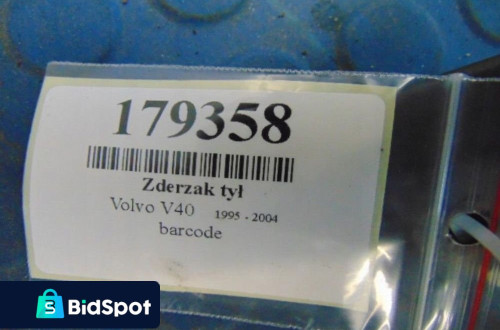 179358
Zderzak tył
Volvo V40 1995 - 2004
barcode
S
BidSpot